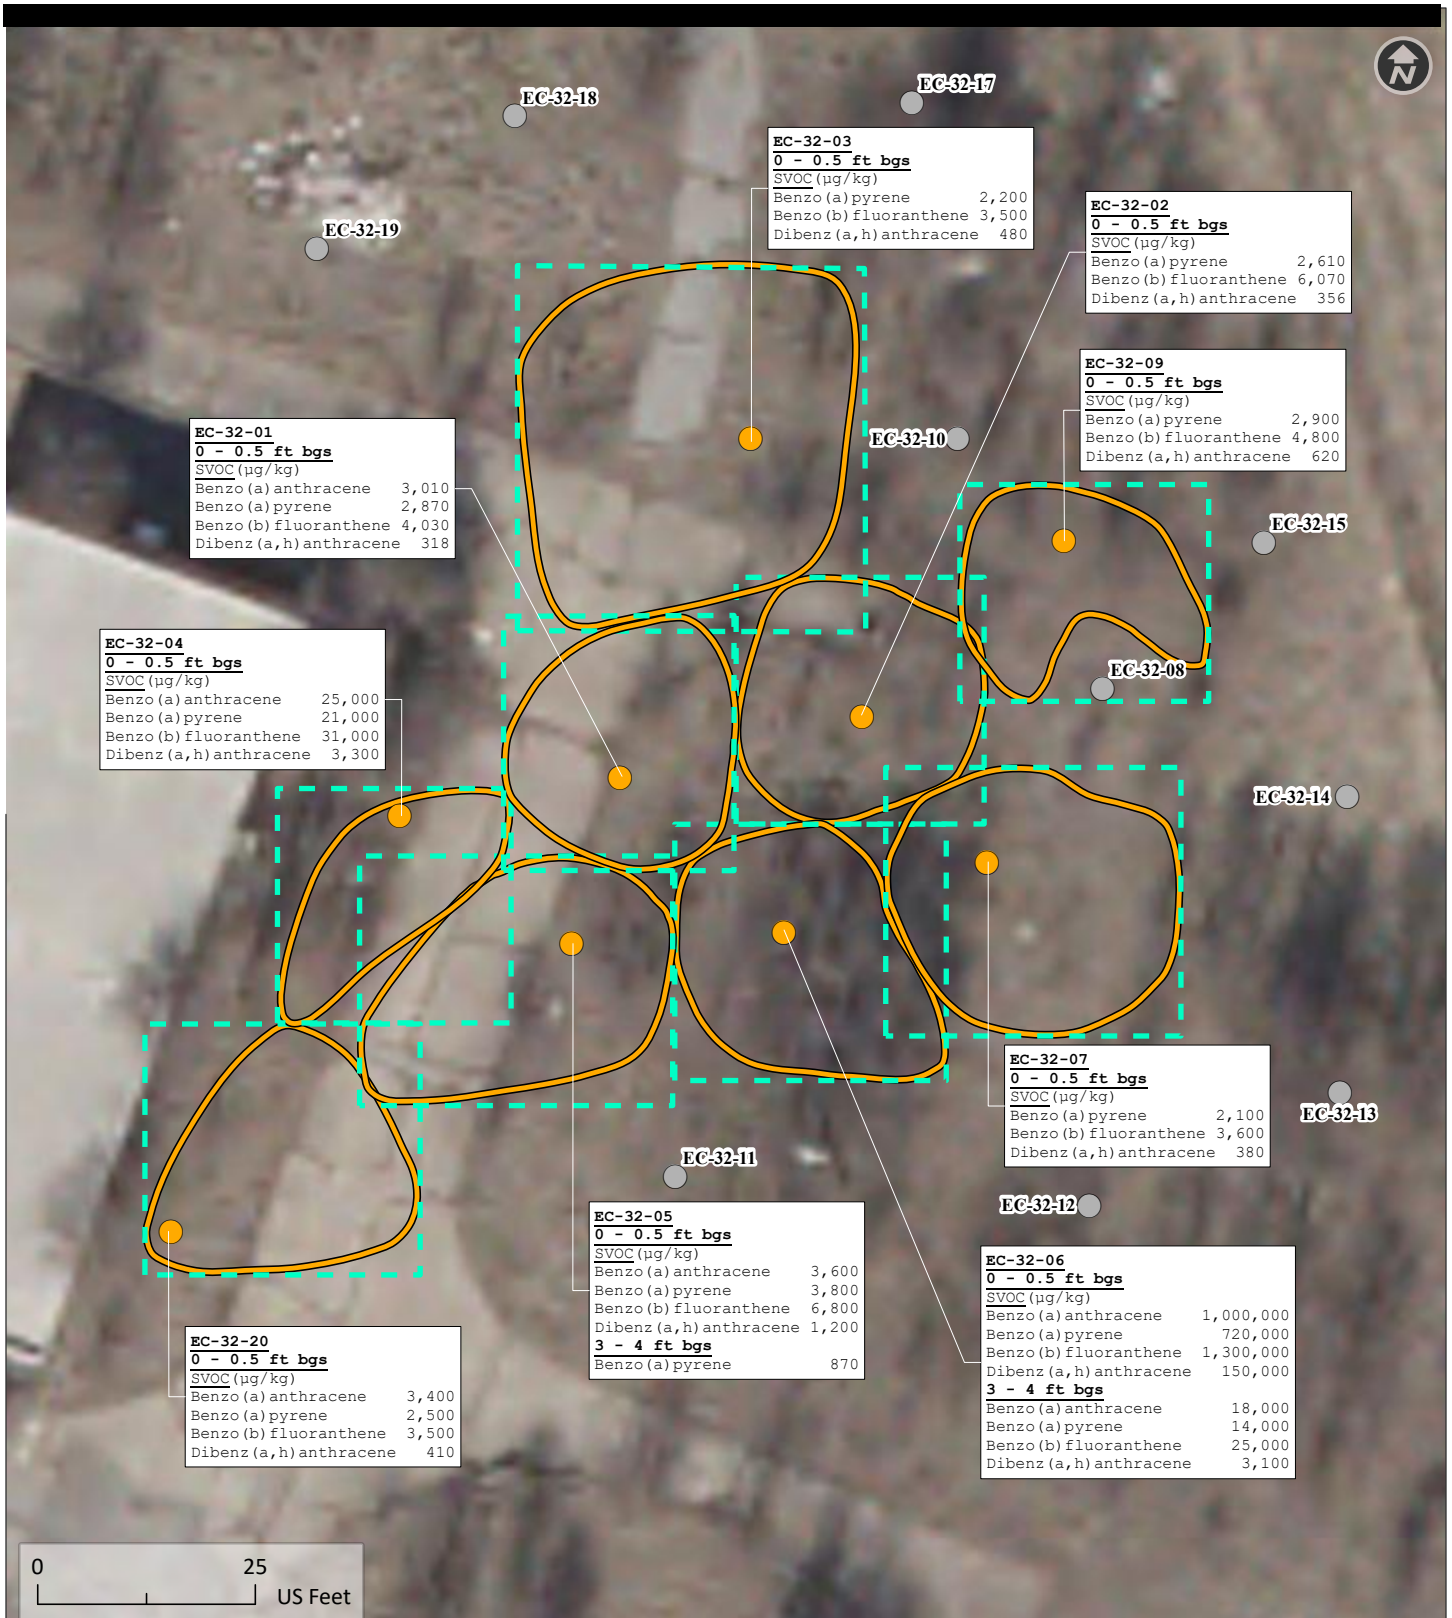 N
EC-32-18
EC-32-17
EC-32-03
0 - 0.5 ft bgs
SVOC (µg/kg)
Benzo(a)pyrene 2,200
Benzo(b)fluoranthene 3,500
Dibenz(a,h)anthracene 480
EC-32-02
0 - 0.5 ft bgs
SVOC (µg/kg)
Benzo(a)pyrene 2,610
Benzo(b)fluoranthene 6,070
Dibenz(a,h)anthracene 356
EC-32-19
EC-32-09
0 - 0.5 ft bgs
SVOC (µg/kg)
Benzo(a)pyrene 2,900
Benzo(b)fluoranthene 4,800
Dibenz(a,h)anthracene 620
EC-32-01
0 - 0.5 ft bgs
SVOC (µg/kg)
Benzo(a)anthracene 3,010
Benzo(a)pyrene 2,870
Benzo(b)fluoranthene 4,030
Dibenz(a,h)anthracene 318
EC-32-10
EC-32-15
EC-32-04
0 - 0.5 ft bgs
SVOC (µg/kg)
Benzo(a)anthracene 25,000
Benzo(a)pyrene 21,000
Benzo(b)fluoranthene 31,000
Dibenz(a,h)anthracene 3,300
EC-32-08
EC-32-14
EC-32-07
0 - 0.5 ft bgs
SVOC (µg/kg)
Benzo(a)pyrene 2,100
Benzo(b)fluoranthene 3,600
Dibenz(a,h)anthracene 380
EC-32-13
EC-32-11
EC-32-12
EC-32-05
0 - 0.5 ft bgs
SVOC (µg/kg)
Benzo(a)anthracene 3,600
Benzo(a)pyrene 3,800
Benzo(b)fluoranthene 6,800
Dibenz(a,h)anthracene 1,200
3 - 4 ft bgs
Benzo(a)pyrene 870
EC-32-06
0 - 0.5 ft bgs
SVOC (µg/kg)
Benzo(a)anthracene 1,000,000
Benzo(a)pyrene 720,000
Benzo(b)fluoranthene 1,300,000
Dibenz(a,h)anthracene 150,000
3 - 4 ft bgs
Benzo(a)anthracene 18,000
Benzo(a)pyrene 14,000
Benzo(b)fluoranthene 25,000
Dibenz(a,h)anthracene 3,100
EC-32-20
0 - 0.5 ft bgs
SVOC (µg/kg)
Benzo(a)anthracene 3,400
Benzo(a)pyrene 2,500
Benzo(b)fluoranthene 3,500
Dibenz(a,h)anthracene 410
0 25
US Feet